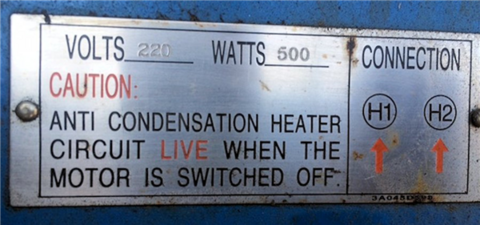 VOLTS 220 WATTS 500
CAUTION:
ANTI CONDENSATION HEATER
CIRCUIT LIVE WHEN THE
MOTOR IS SWITCHED OFF.
CONNECTION
H1 H2